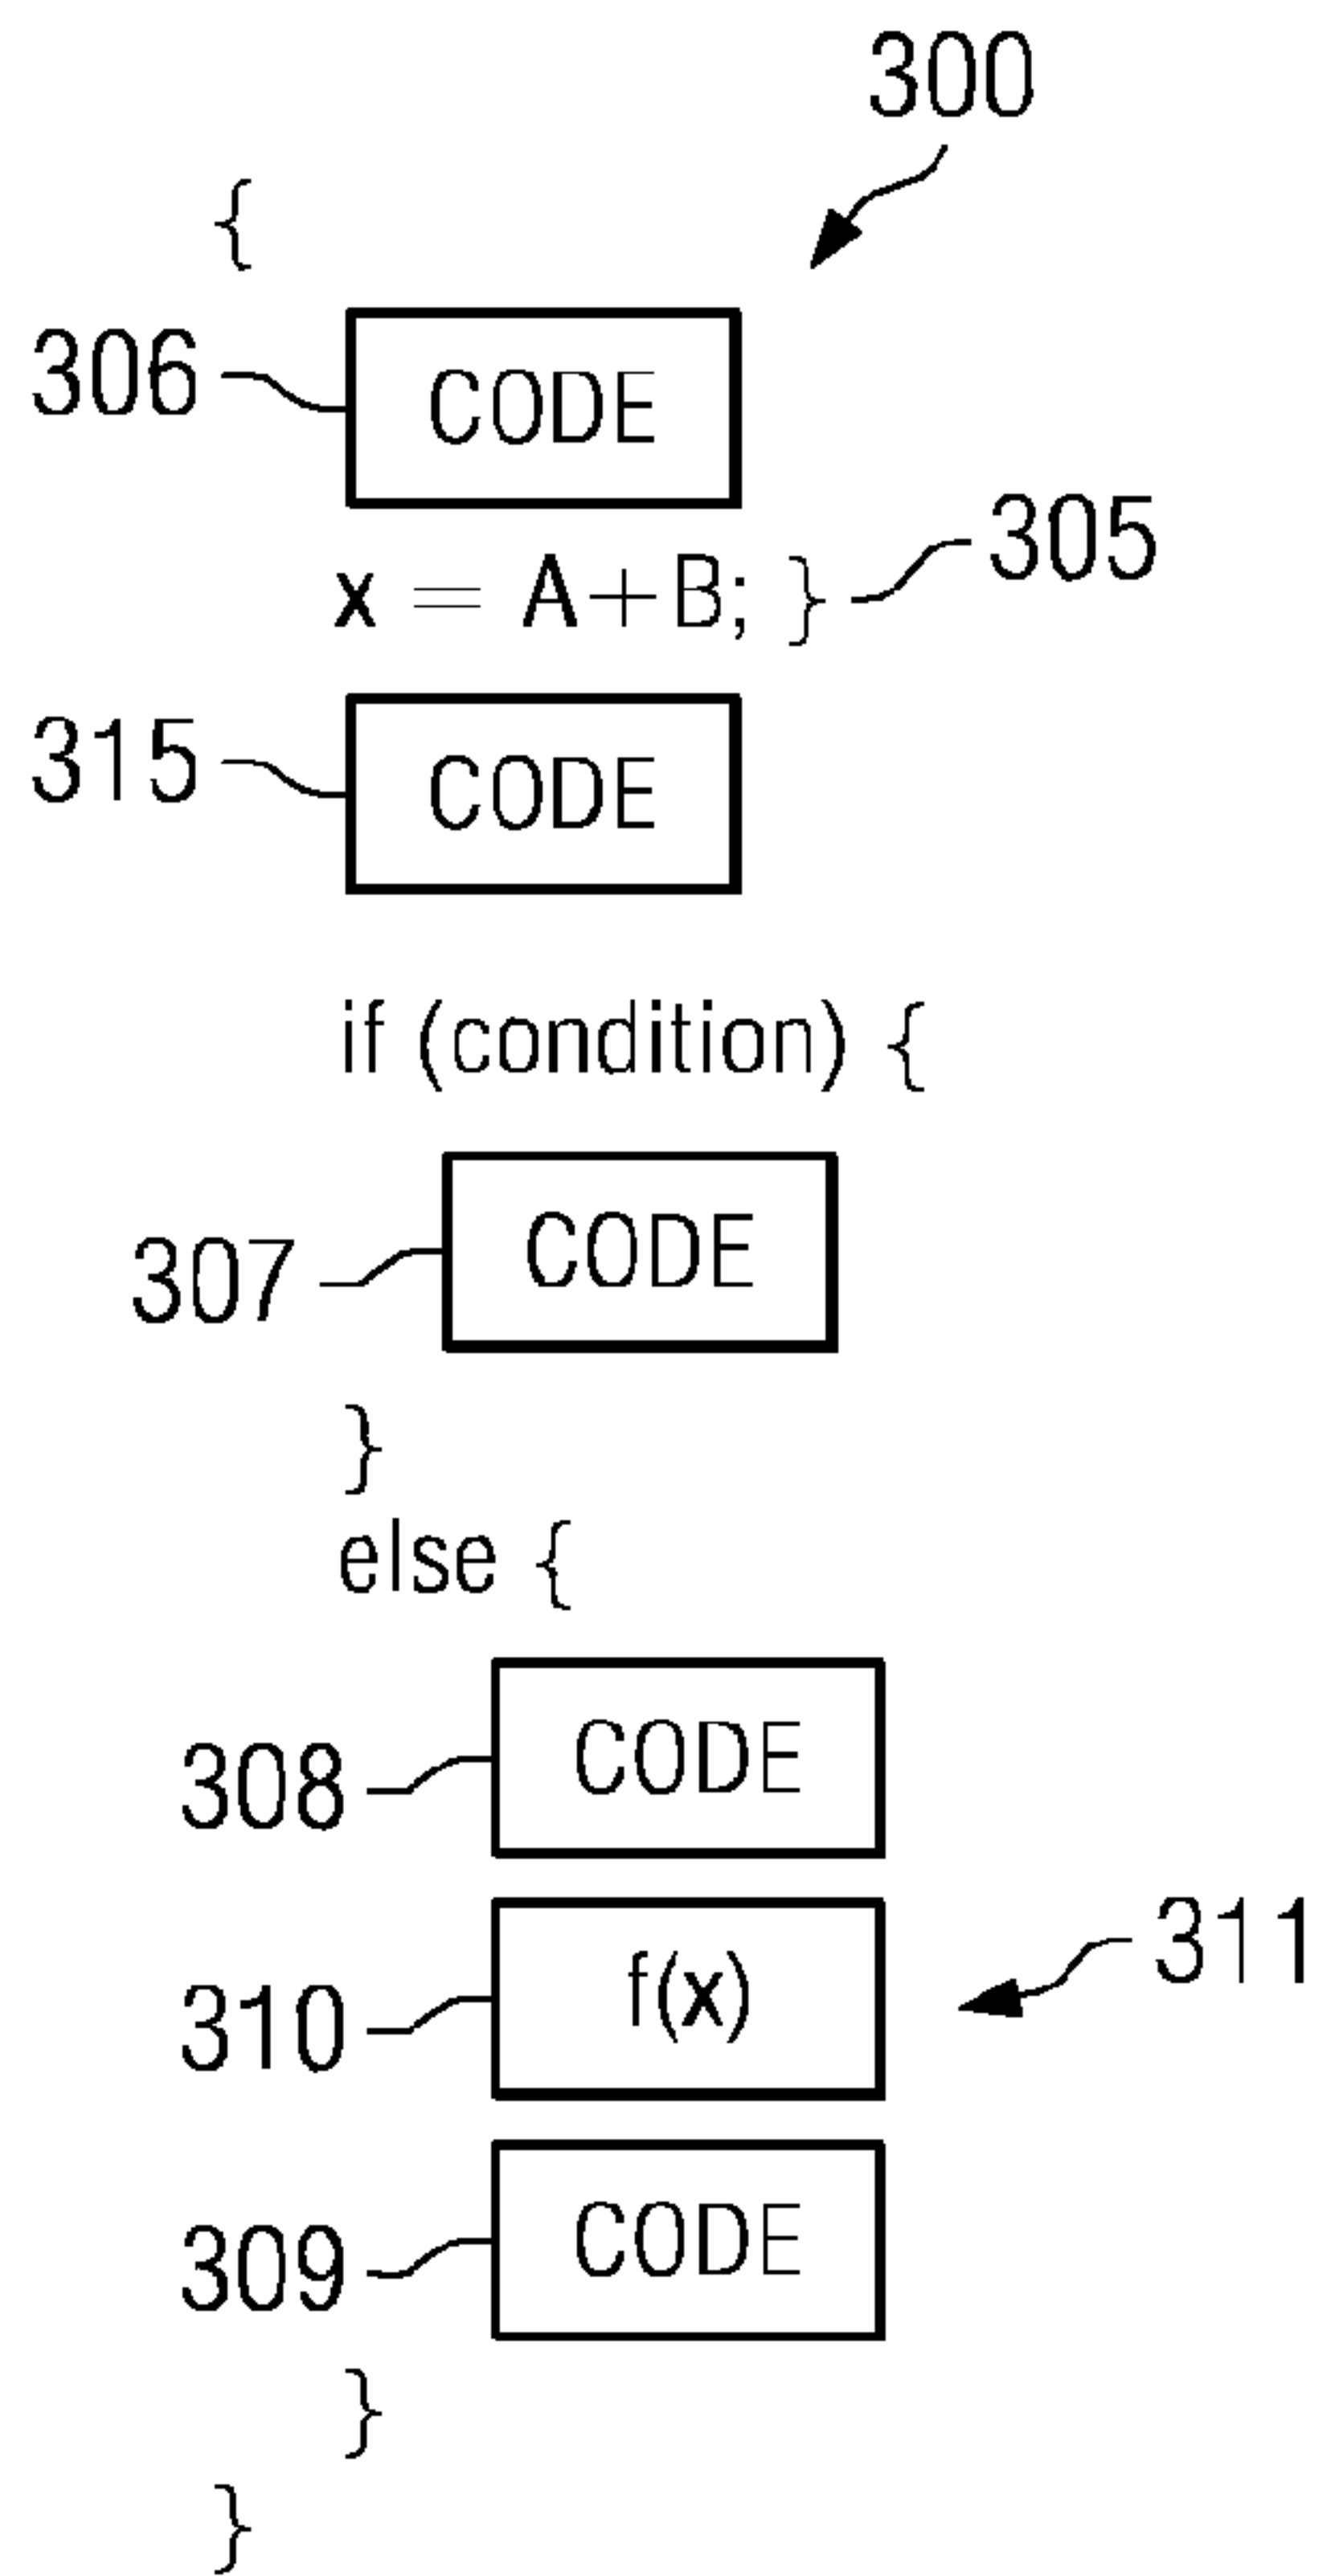 300
{
306 CODE
x = A+B; } 305
315 CODE
if (condition) {
307 CODE
}
else {
308 CODE
310 f(x) 311
309 CODE
}
}